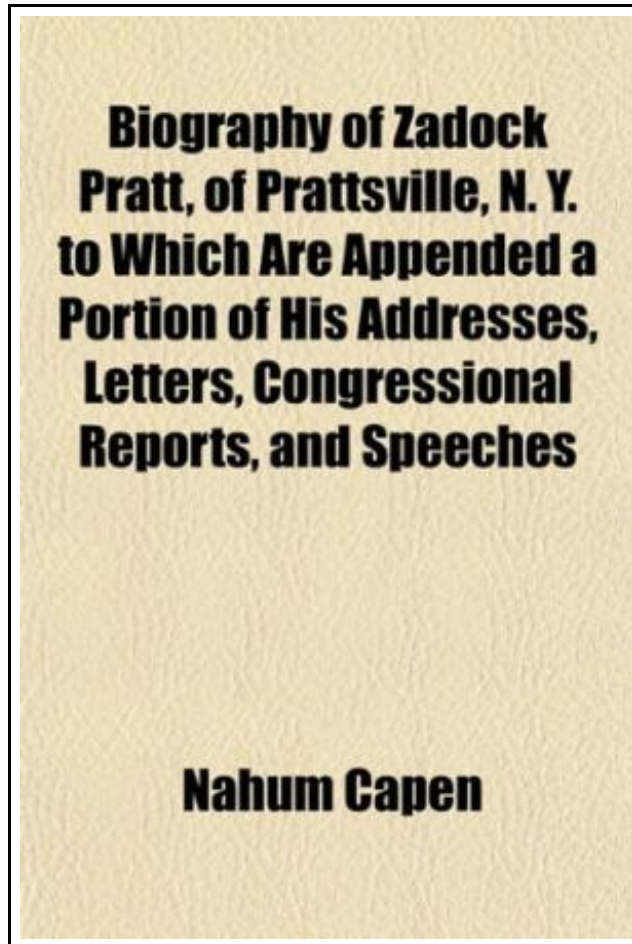 Biography of Zadock
Pratt, of Prattsville, N. Y.
to Which Are Appended a
Portion of His Addresses,
Letters, Congressional
Reports, and Speeches
Nahum Capen